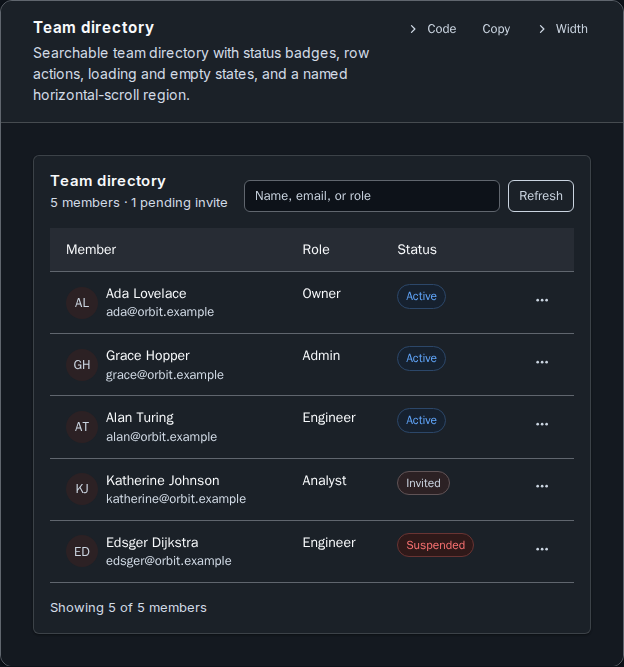 Team directory
Code Copy Width
Searchable team directory with status badges, row
actions, loading and empty states, and a named
horizontal-scroll region.
Team directory
5 members · 1 pending invite
Name, email, or role
Refresh
Member Role Status
AL Ada Lovelace Owner Active
ada@orbit.example
GH Grace Hopper Admin Active
grace@orbit.example
AT Alan Turing Engineer Active
alan@orbit.example
KJ Katherine Johnson Analyst Invited
katherine@orbit.example
ED Edsger Dijkstra Engineer Suspended
edsger@orbit.example
Showing 5 of 5 members